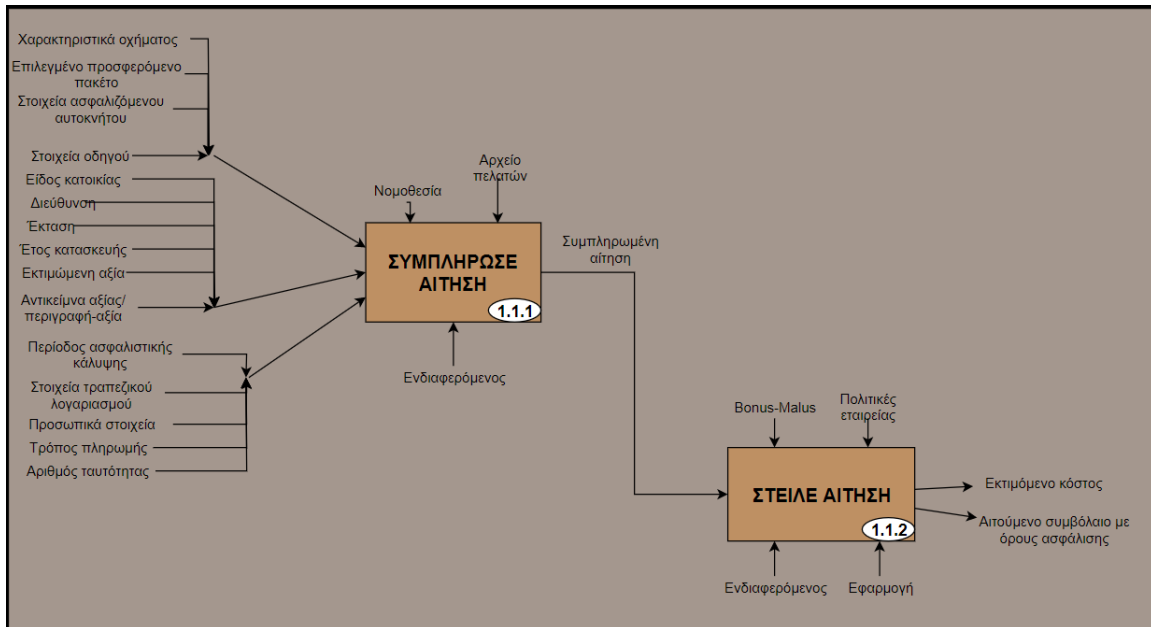 Χαρακτηριστικά οχήματος
Επιλεγμένο προσφερόμενο
πακέτο
Στοιχεία ασφαλιζόμενου
αυτοκνήτου
Στοιχεία οδηγού
Είδος κατοικίας
Διεύθυνση
Έκταση
Έτος κατασκευής
Εκτιμώμενη αξία
Αντικείμνα αξίας/
περιγραφή-αξία
Περίοδος ασφαλιστικής
κάλυψης
Στοιχεία τραπεζικού
λογαριασμού
Προσωπικά στοιχεία
Τρόπος πληρωμής
Αριθμός ταυτότητας
Νομοθεσία
Αρχείο
πελατών
ΣΥΜΠΛΗΡΩΣΕ
ΑΙΤΗΣΗ
1.1.1
Ενδιαφερόμενος
Συμπληρωμένη
αίτηση
Bonus-Malus
Πολιτικές
εταιρείας
ΣΤΕΙΛΕ ΑΙΤΗΣΗ
1.1.2
Ενδιαφερόμενος
Εφαρμογή
Εκτιμόμενο κόστος
Αιτούμενο συμβόλαιο με
όρους ασφάλισης